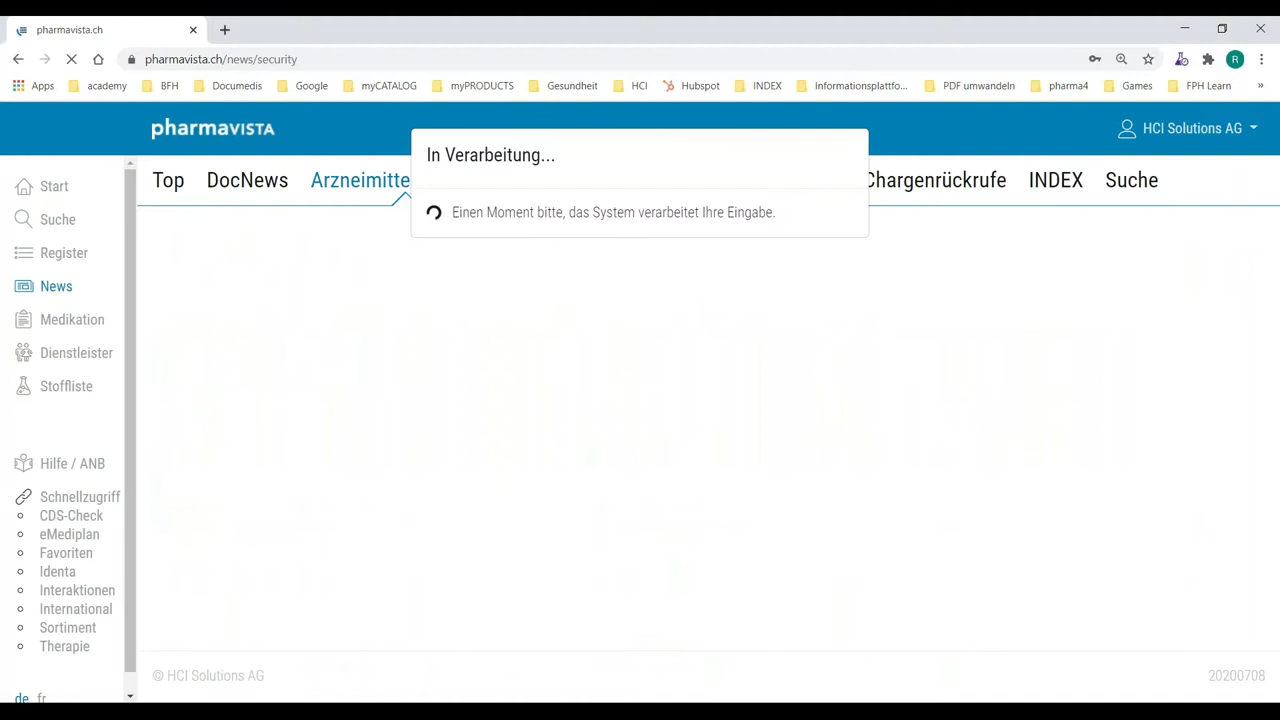 pharmavista.ch
pharmavista.ch/news/security
R
Apps academy BFH Documedis Google myCATALOG myPRODUCTS Gesundheit HCI Hubspot INDEX Informationsplattfo... PDF umwandeln pharma4 Games FPH Learn »
pharmaVISTA
HCI Solutions AG
In Verarbeitung...
Einen Moment bitte, das System verarbeitet Ihre Eingabe.
Top DocNews Arzneimitte Chargenrückrufe INDEX Suche
Start
Suche
Register
News
Medikation
Dienstleister
Stoffliste
Hilfe / ANB
Schnellzugriff
CDS-Check
eMediplan
Favoriten
Identa
Interaktionen
International
Sortiment
Therapie
de fr
© HCI Solutions AG
20200708